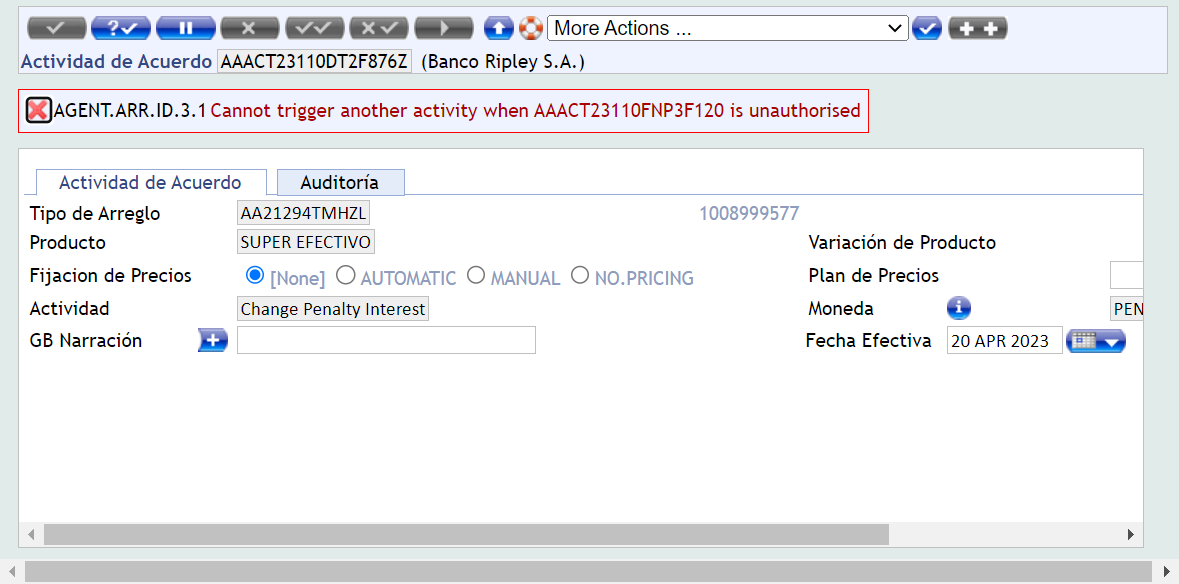 More Actions ...
Actividad de Acuerdo AAACT23110DT2F876Z (Banco Ripley S.A.)
AGENT.ARR.ID.3.1 Cannot trigger another activity when AAACT23110FNP3F120 is unauthorised
Actividad de Acuerdo Auditoría
Tipo de Arreglo AA21294TMHZL 1008999577
Producto SUPER EFECTIVO Variación de Producto
Fijacion de Precios [None] AUTOMATIC MANUAL NO.PRICING Plan de Precios
Actividad Change Penalty Interest Moneda PEN
GB Narración Fecha Efectiva 20 APR 2023